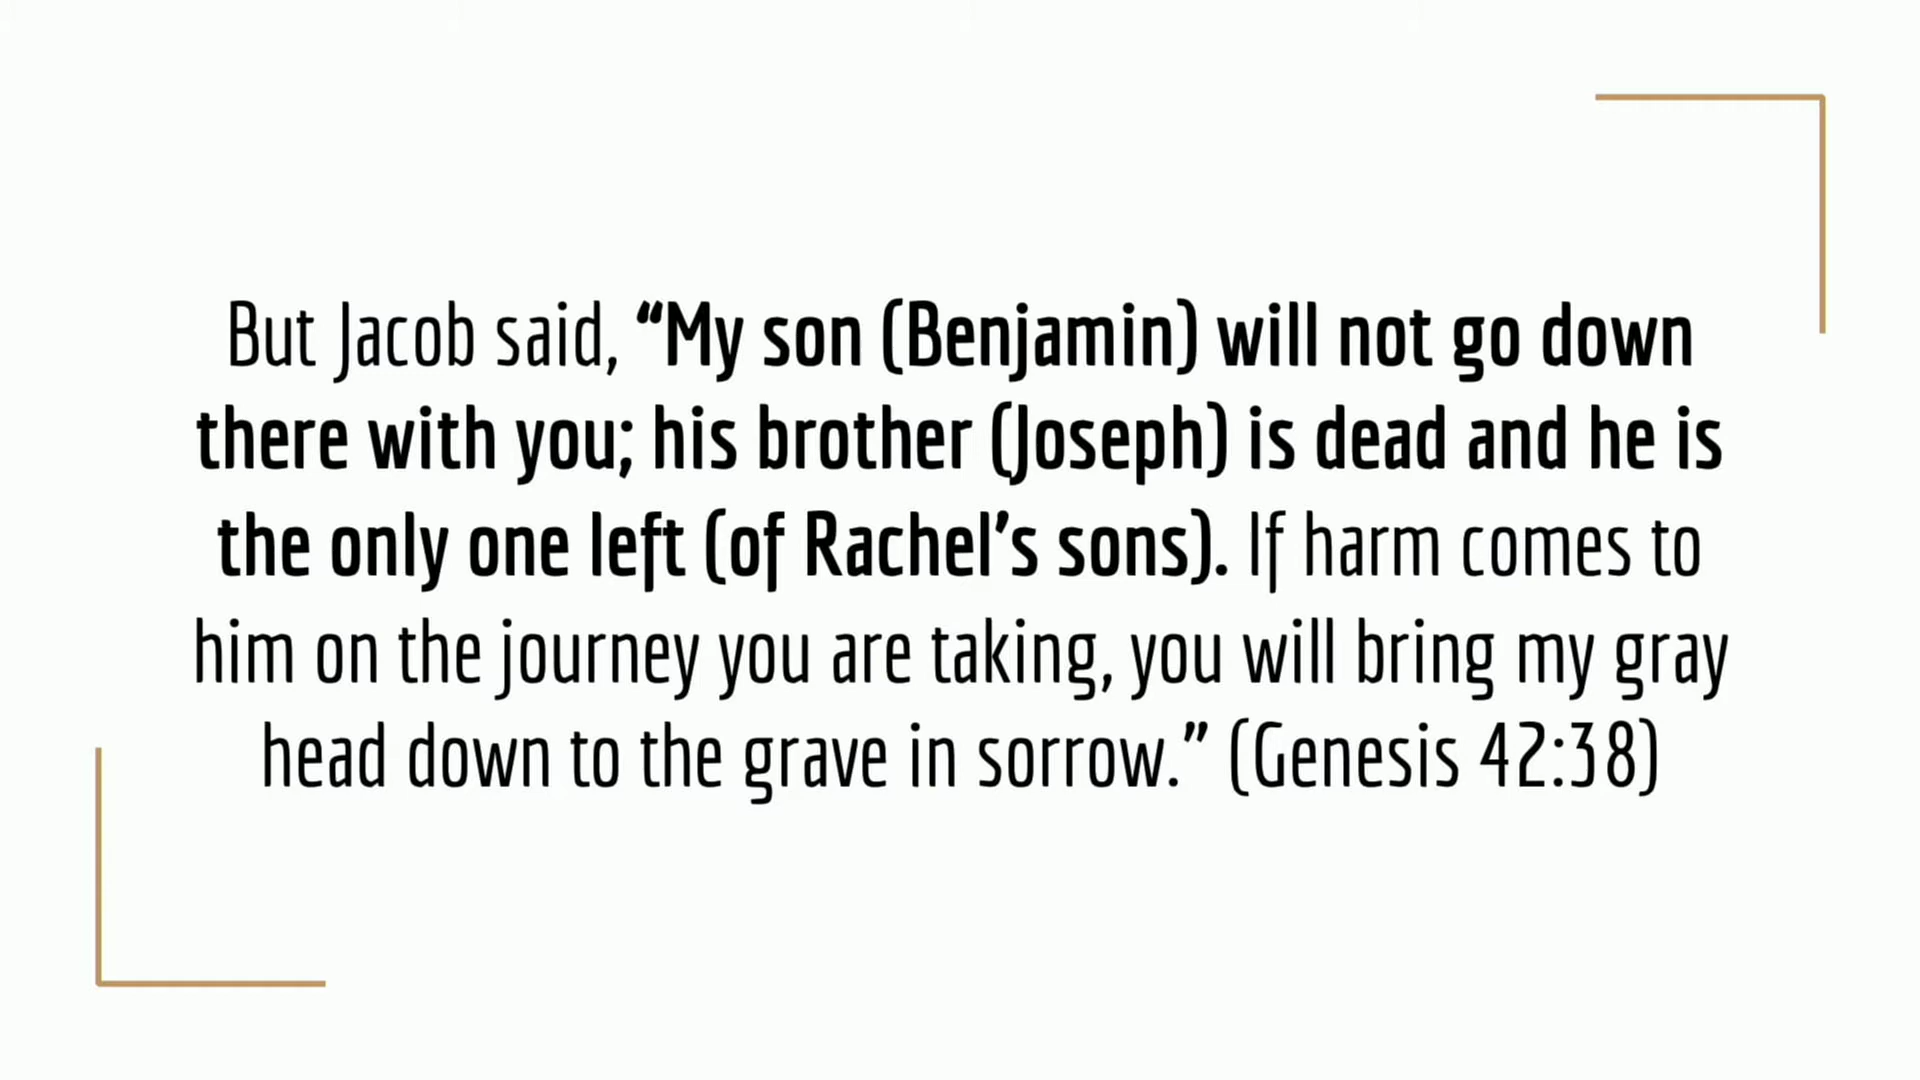 But Jacob said, “My son (Benjamin) will not go down
there with you; his brother (Joseph) is dead and he is
the only one left (of Rachel’s sons). If harm comes to
him on the journey you are taking, you will bring my gray
head down to the grave in sorrow.” (Genesis 42:38)